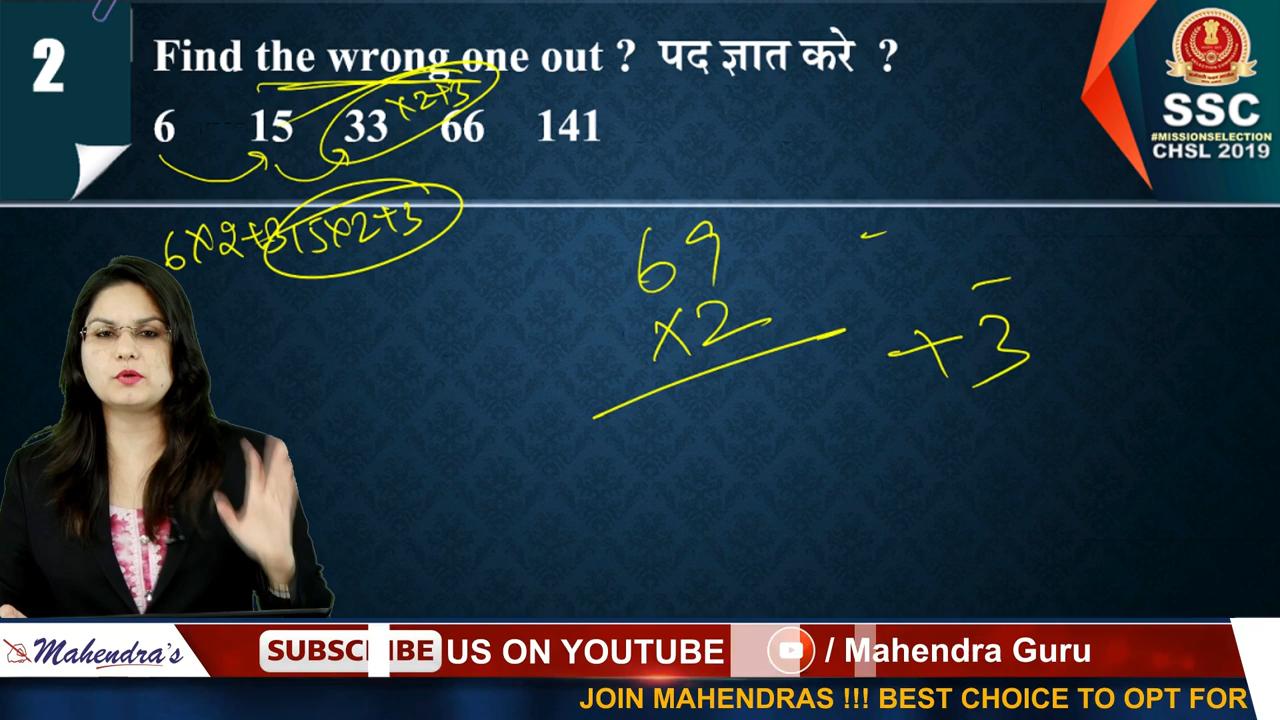 2
Find the wrong one out ? पद ज्ञात करे ?
6 15 33 66 141
×2+3
6×2+3 15×2+3
69
×2
+3
SSC
#MISSIONSELECTION
CHSL 2019
Mahendra's
SUBSCRIBE US ON YOUTUBE / Mahendra Guru
JOIN MAHENDRAS !!! BEST CHOICE TO OPT FOR